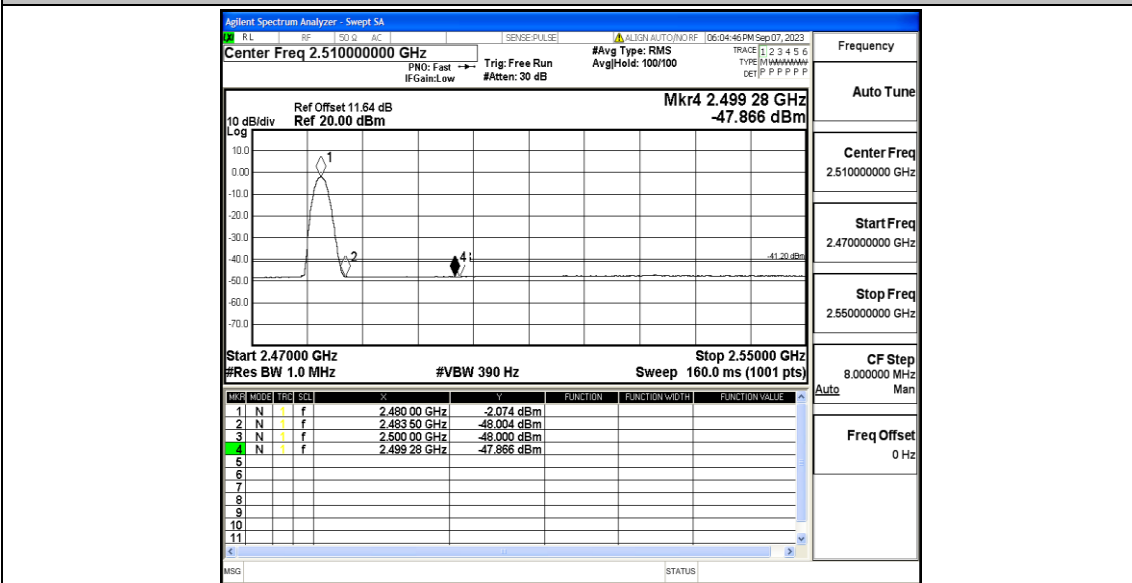 Agilent Spectrum Analyzer - Swept SA
RL RF 50 Ω AC SENSE:PULSE ALIGN AUTO/NO RF 06:04:46 PM Sep 07, 2023
Center Freq 2.510000000 GHz
PNO: Fast
IFGain:Low
Trig: Free Run
#Atten: 30 dB
#Avg Type: RMS
Avg|Hold: 100/100
TRACE 1 2 3 4 5 6
TYPE M W W W W W
DET P P P P P P
Mkr4 2.499 28 GHz
-47.866 dBm
Ref Offset 11.64 dB
10 dB/div Ref 20.00 dBm
Log
10.0
0.00
-10.0
-20.0
-30.0
-40.0
-50.0
-60.0
-70.0
1
2
4
-41.20 dBm
Start 2.47000 GHz Stop 2.55000 GHz
#Res BW 1.0 MHz #VBW 390 Hz Sweep 160.0 ms (1001 pts)
MKR MODE TRC SCL X Y FUNCTION FUNCTION WIDTH FUNCTION VALUE
1 N 1 f 2.480 00 GHz -2.074 dBm
2 N 1 f 2.483 50 GHz -48.004 dBm
3 N 1 f 2.500 00 GHz -48.000 dBm
4 N 1 f 2.499 28 GHz -47.866 dBm
5
6
7
8
9
10
11
MSG STATUS
Frequency
Auto Tune
Center Freq
2.510000000 GHz
Start Freq
2.470000000 GHz
Stop Freq
2.550000000 GHz
CF Step
8.000000 MHz
Auto Man
Freq Offset
0 Hz